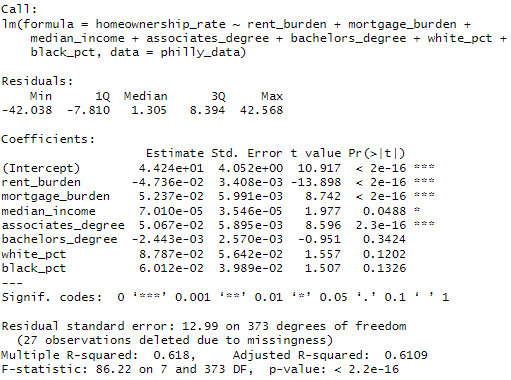 Call:
lm(formula = homeownership_rate ~ rent_burden + mortgage_burden +
    median_income + associates_degree + bachelors_degree + white_pct +
    black_pct, data = philly_data)
Residuals:
    Min      1Q  Median      3Q     Max
-42.038  -7.810   1.305   8.394  42.568
Coefficients:
                    Estimate Std. Error t value Pr(>|t|)
(Intercept)        4.424e+01  4.052e+00  10.917  < 2e-16 ***
rent_burden       -4.736e-02  3.408e-03 -13.898  < 2e-16 ***
mortgage_burden    5.237e-02  5.991e-03   8.742  < 2e-16 ***
median_income      7.010e-05  3.546e-05   1.977   0.0488 *
associates_degree  5.067e-02  5.895e-03   8.596  2.3e-16 ***
bachelors_degree  -2.443e-03  2.570e-03  -0.951   0.3424
white_pct          8.787e-02  5.642e-02   1.557   0.1202
black_pct          6.012e-02  3.989e-02   1.507   0.1326
---
Signif. codes:  0 ‘***’ 0.001 ‘**’ 0.01 ‘*’ 0.05 ‘.’ 0.1 ‘ ’ 1
Residual standard error: 12.99 on 373 degrees of freedom
  (27 observations deleted due to missingness)
Multiple R-squared:  0.618,	Adjusted R-squared:  0.6109
F-statistic: 86.22 on 7 and 373 DF,  p-value: < 2.2e-16